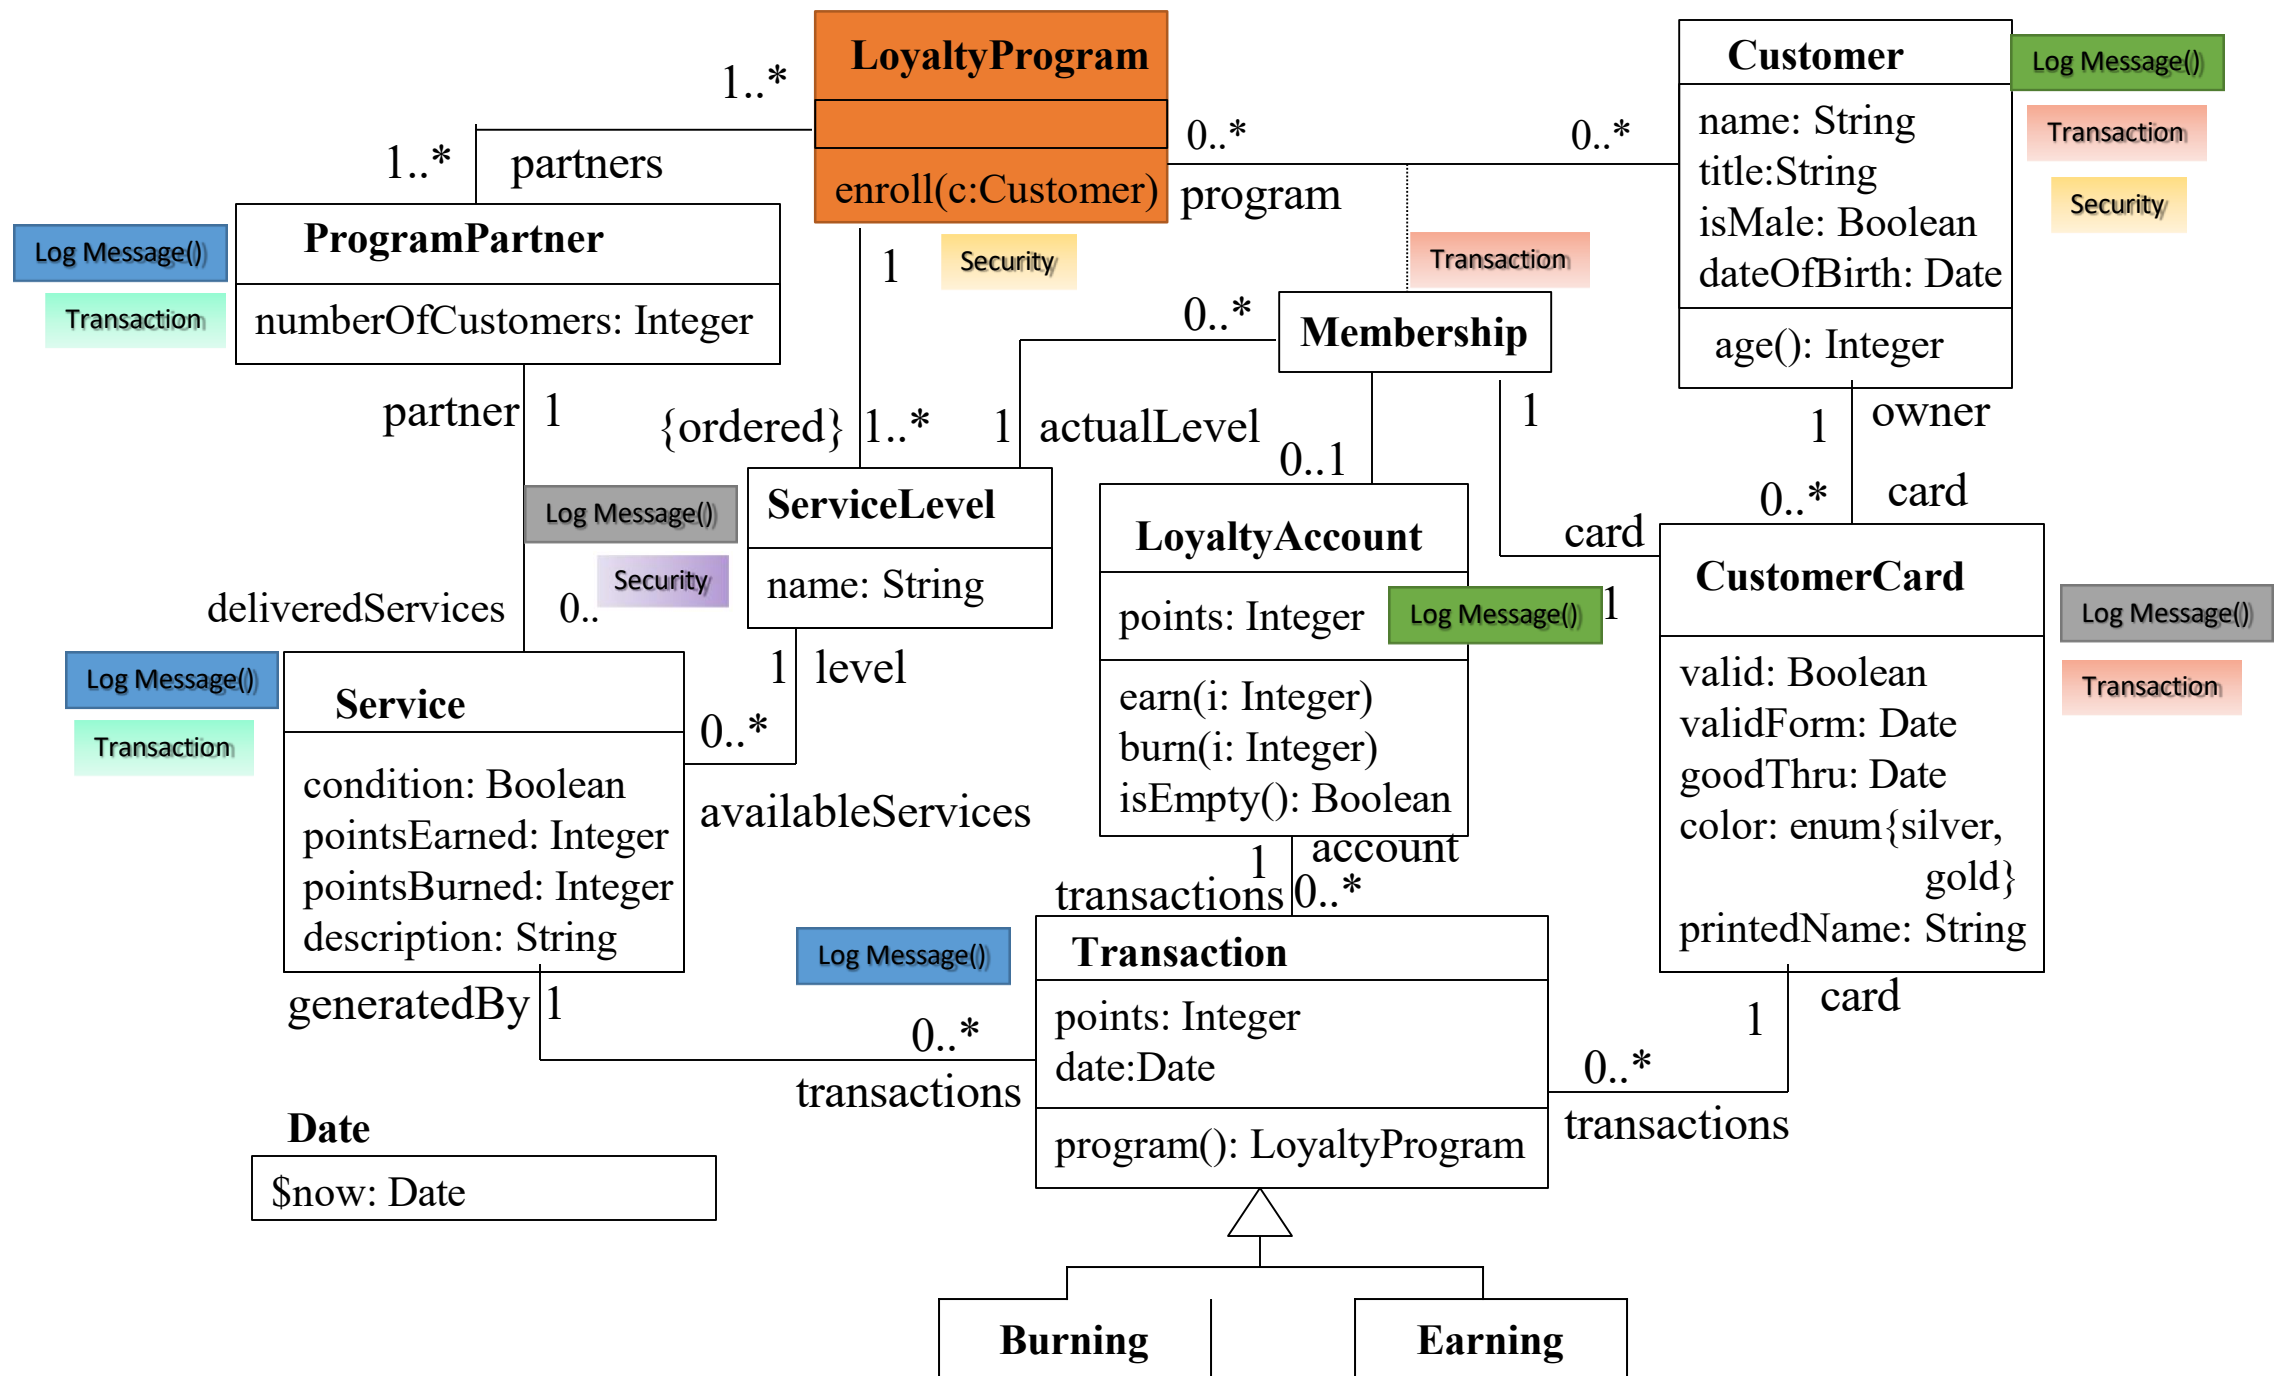 LoyaltyProgram
enroll(c:Customer)
Security
1..*
1..*
partners
0..*
0..*
program
Customer
name: String
title:String
isMale: Boolean
dateOfBirth: Date
age(): Integer
Log Message()
Transaction
Security
Log Message()
Transaction
ProgramPartner
numberOfCustomers: Integer
1
0..*
Transaction
Membership
partner
1
{ordered}
1..*
1
actualLevel
0..1
1
1
owner
0..*
card
Log Message()
Security
ServiceLevel
name: String
LoyaltyAccount
points: Integer
earn(i: Integer)
burn(i: Integer)
isEmpty(): Boolean
Log Message()
card
1
CustomerCard
valid: Boolean
validForm: Date
goodThru: Date
color: enum{silver,
gold}
printedName: String
Log Message()
Transaction
deliveredServices
0..
Log Message()
Transaction
Service
condition: Boolean
pointsEarned: Integer
pointsBurned: Integer
description: String
1
level
0..*
availableServices
1
account
transactions
0..*
Log Message()
Transaction
points: Integer
date:Date
program(): LoyaltyProgram
generatedBy
1
0..*
transactions
1
card
0..*
transactions
Date
$now: Date
Burning
Earning